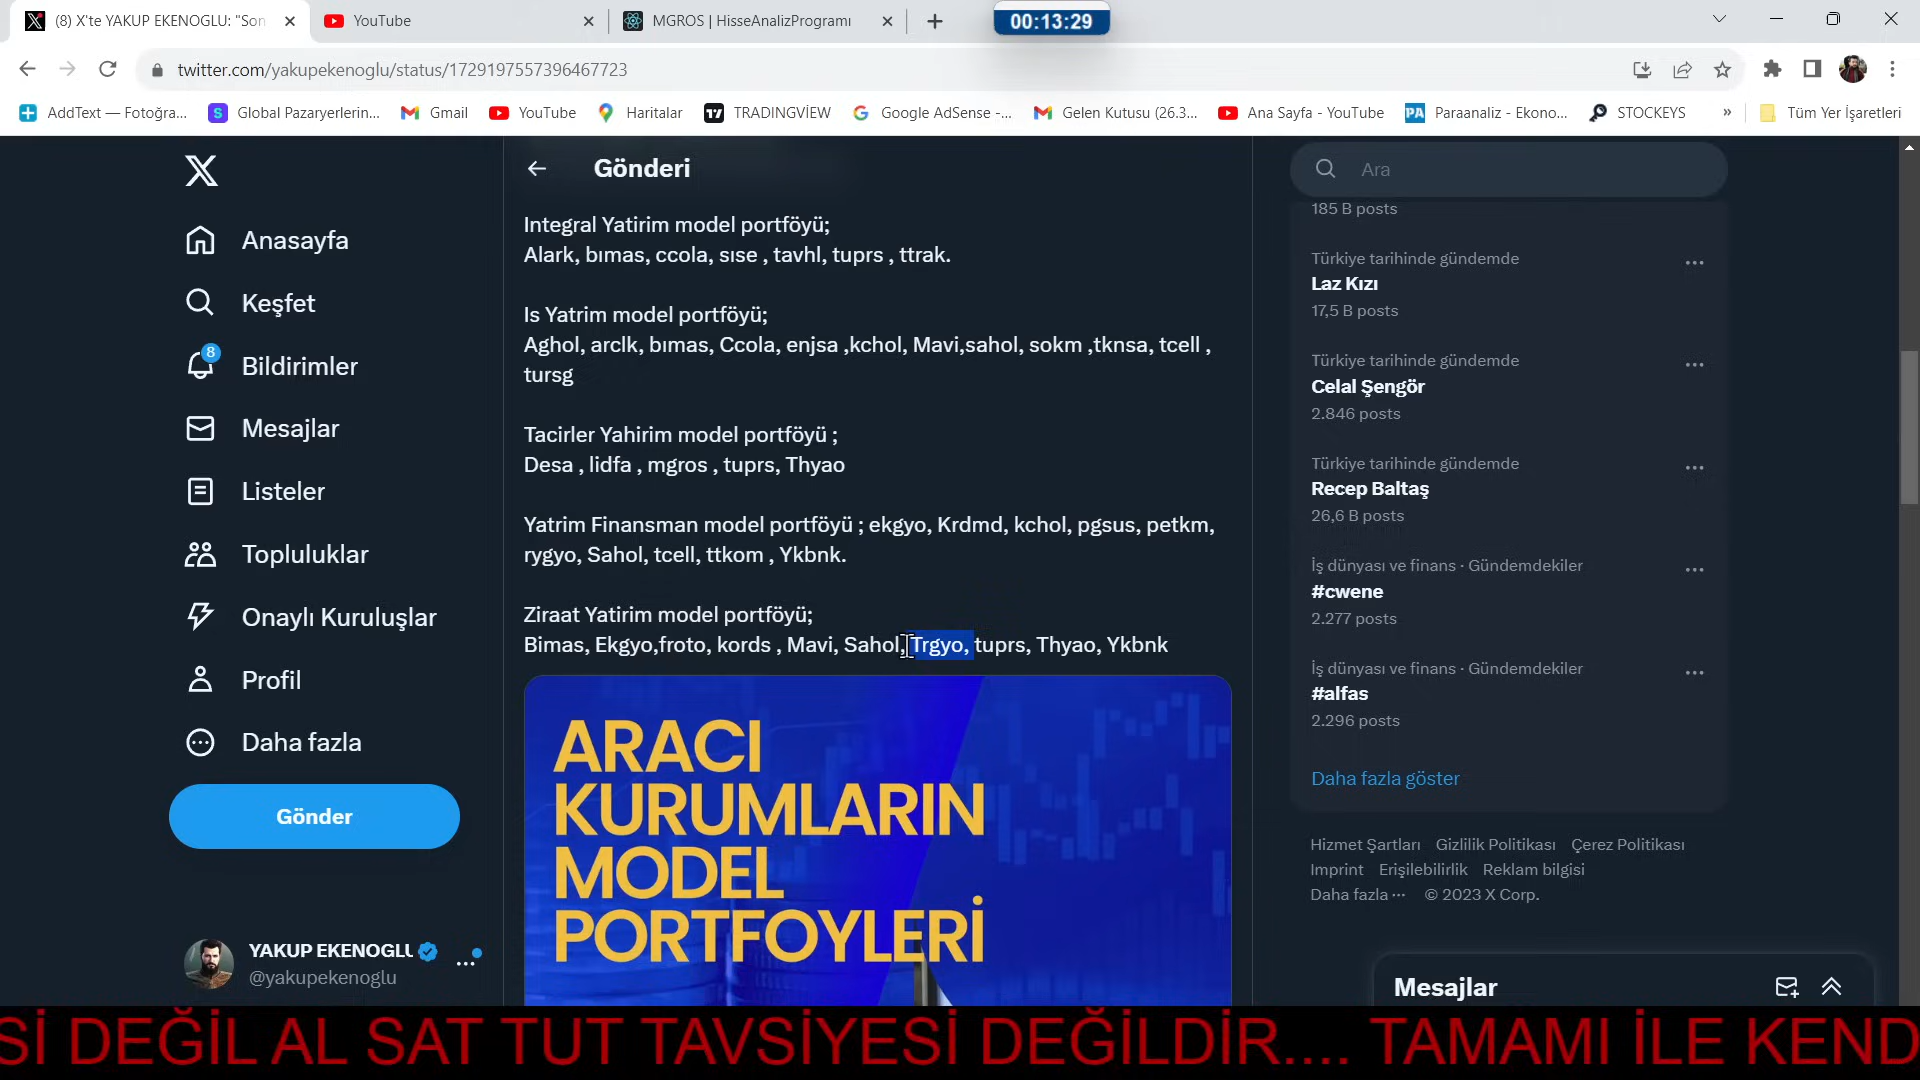 (8) X'te YAKUP EKENOGLU: "Son
YouTube
MGROS | HisseAnalizProgramı
00:13:29
twitter.com/yakupekenoglu/status/1729197557396467723
AddText — Fotoğra...
Global Pazaryerlerin...
Gmail
YouTube
Haritalar
TRADINGVİEW
Google AdSense -...
Gelen Kutusu (26.3...
Ana Sayfa - YouTube
Paraanaliz - Ekono...
STOCKEYS
»
Tüm Yer İşaretleri
Anasayfa
Keşfet
8
Bildirimler
Mesajlar
Listeler
Topluluklar
Onaylı Kuruluşlar
Profil
Daha fazla
Gönder
YAKUP EKENOGLU
@yakupekenoglu
Gönderi
Integral Yatirim model portföyü;
Alark, bımas, ccola, sıse , tavhl, tuprs , ttrak.
Is Yatrim model portföyü;
Aghol, arclk, bımas, Ccola, enjsa ,kchol, Mavi,sahol, sokm ,tknsa, tcell ,
tursg
Tacirler Yahirim model portföyü ;
Desa , lidfa , mgros , tuprs, Thyao
Yatrim Finansman model portföyü ; ekgyo, Krdmd, kchol, pgsus, petkm,
rygyo, Sahol, tcell, ttkom , Ykbnk.
Ziraat Yatirim model portföyü;
Bimas, Ekgyo,froto, kords , Mavi, Sahol, Trgyo, tuprs, Thyao, Ykbnk
ARACI
KURUMLARIN
MODEL
PORTFOYLERİ
Ara
185 B posts
Türkiye tarihinde gündemde
Laz Kızı
17,5 B posts
Türkiye tarihinde gündemde
Celal Şengör
2.846 posts
Türkiye tarihinde gündemde
Recep Baltaş
26,6 B posts
İş dünyası ve finans · Gündemdekiler
#cwene
2.277 posts
İş dünyası ve finans · Gündemdekiler
#alfas
2.296 posts
Daha fazla göster
Hizmet Şartları Gizlilik Politikası Çerez Politikası
Imprint Erişilebilirlik Reklam bilgisi
Daha fazla ··· © 2023 X Corp.
Mesajlar
Sİ DEĞİL AL SAT TUT TAVSİYESİ DEĞİLDİR.... TAMAMI İLE KEND